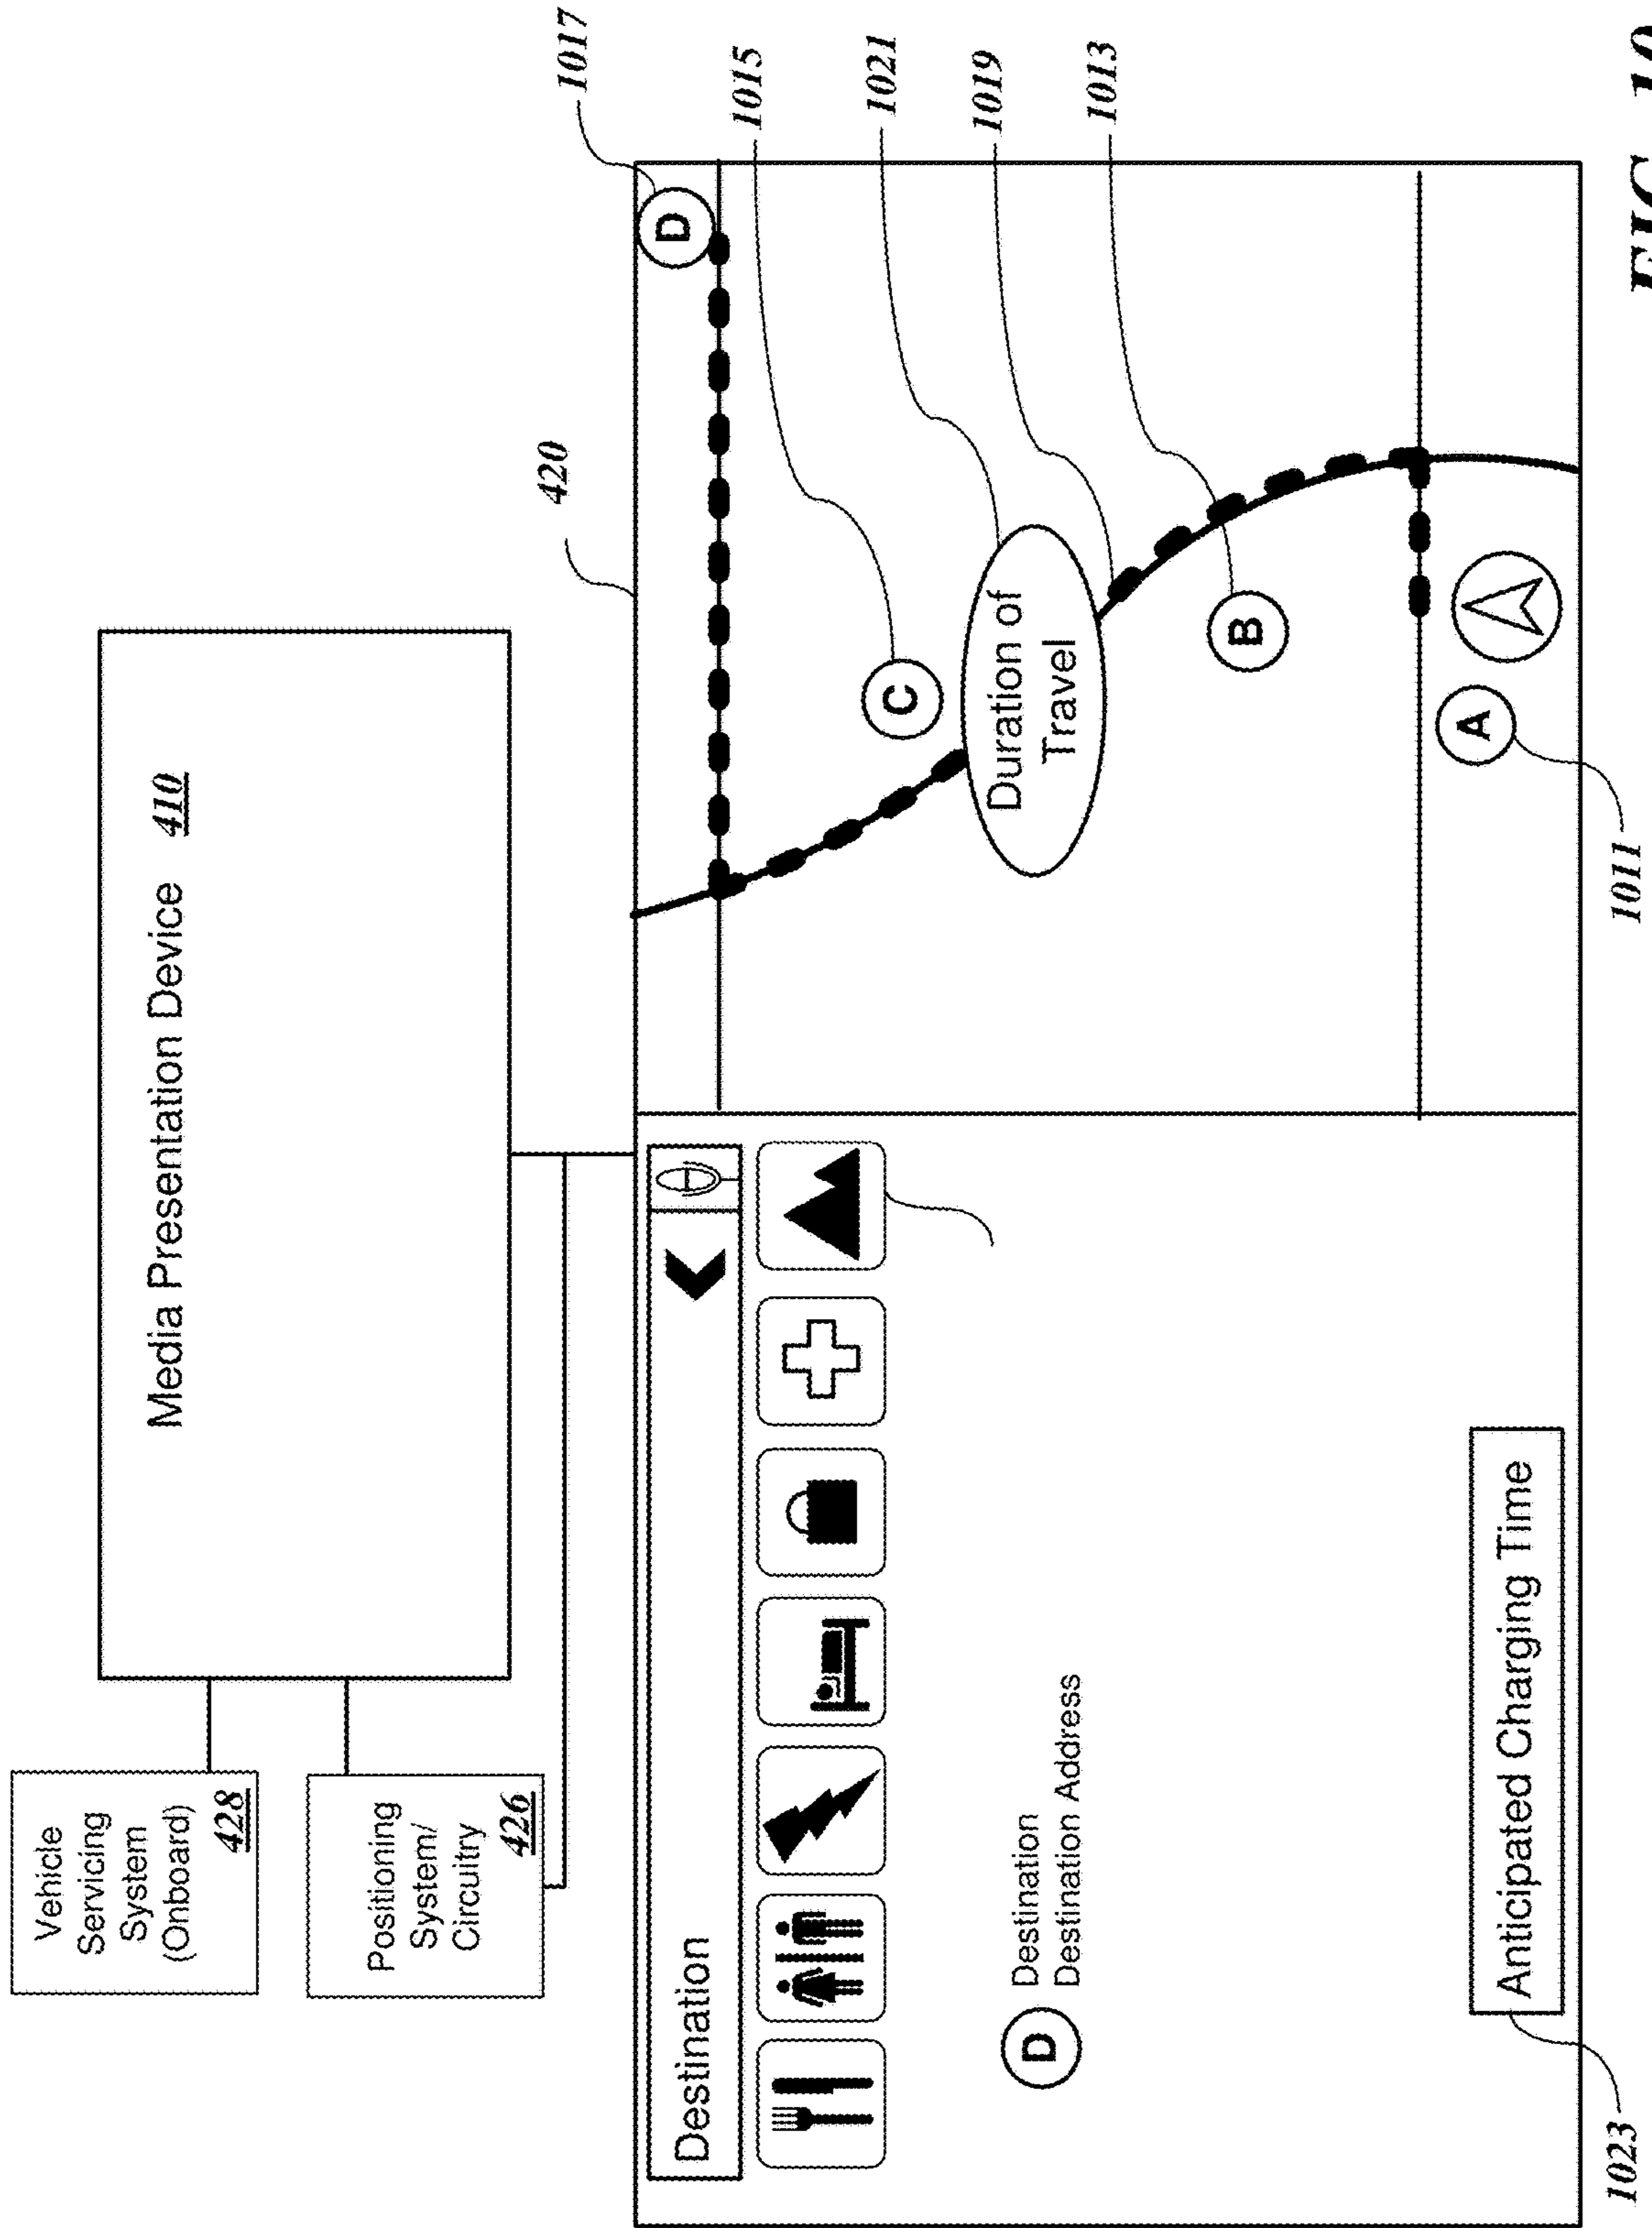 Vehicle
Servicing
System
(Onboard)
428
Media Presentation Device 410
Positioning
System/
Circuitry
426
420
1017
Destination
D
1015
C
1021
Duration of
Travel
1019
D Destination
Destination Address
1013
B
A
Anticipated Charging Time
1023
1011